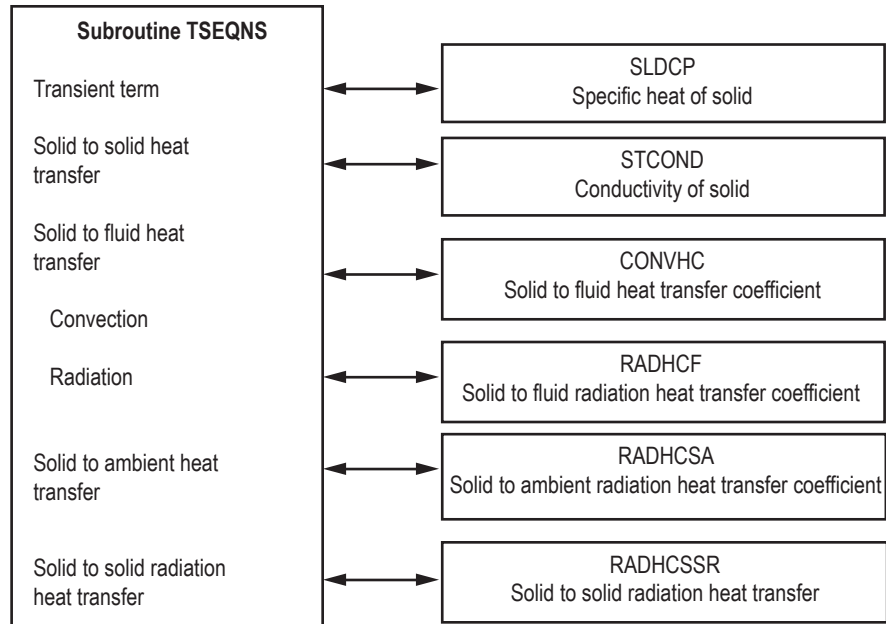 Subroutine TSEQNS
Transient term
Solid to solid heat
transfer
Solid to fluid heat
transfer
Convection
Radiation
Solid to ambient heat
transfer
Solid to solid radiation
heat transfer
SLDCP
Specific heat of solid
STCOND
Conductivity of solid
CONVHC
Solid to fluid heat transfer coefficient
RADHCF
Solid to fluid radiation heat transfer coefficient
RADHCSA
Solid to ambient radiation heat transfer coefficient
RADHCSSR
Solid to solid radiation heat transfer